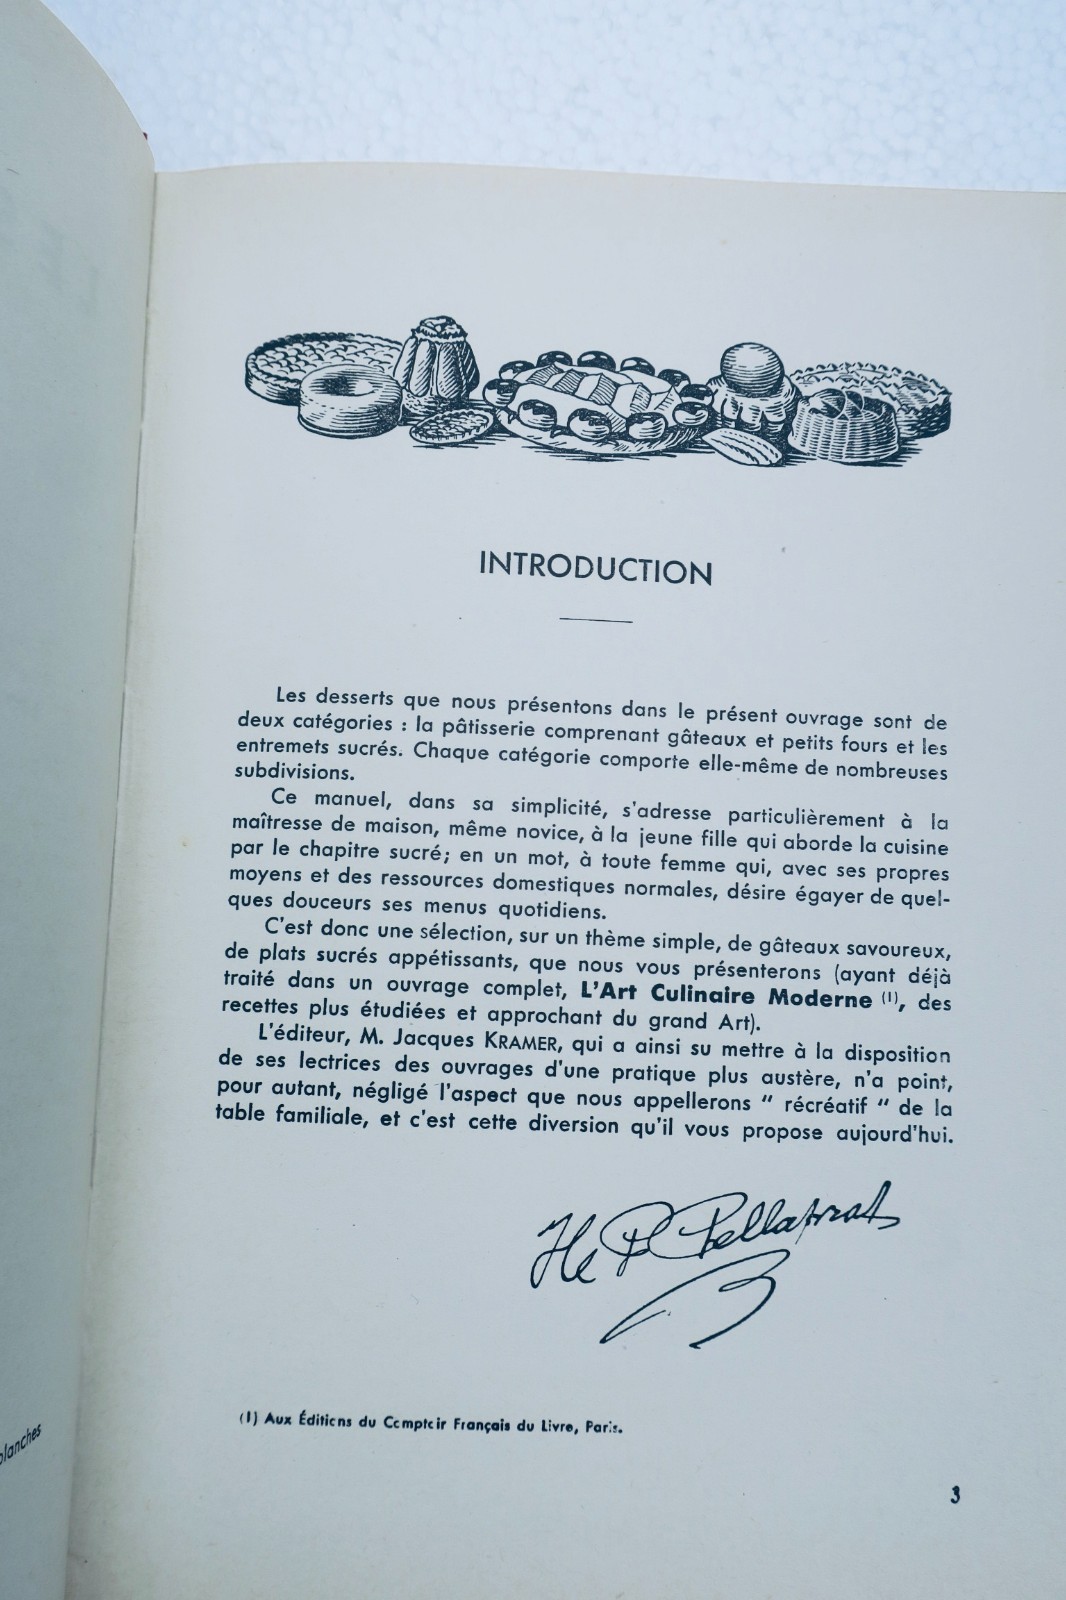 INTRODUCTION
Les desserts que nous présentons dans le présent ouvrage sont de
deux catégories : la pâtisserie comprenant gâteaux et petits fours et les
entremets sucrés. Chaque catégorie comporte elle-même de nombreuses
subdivisions.
Ce manuel, dans sa simplicité, s'adresse particulièrement à la
maîtresse de maison, même novice, à la jeune fille qui aborde la cuisine
par le chapitre sucré; en un mot, à toute femme qui, avec ses propres
moyens et des ressources domestiques normales, désire égayer de quel-
ques douceurs ses menus quotidiens.
C'est donc une sélection, sur un thème simple, de gâteaux savoureux,
de plats sucrés appétissants, que nous vous présenterons (ayant déjà
traité dans un ouvrage complet, L'Art Culinaire Moderne (1), des
recettes plus étudiées et approchant du grand Art).
L'éditeur, M. Jacques KRAMER, qui a ainsi su mettre à la disposition
de ses lectrices des ouvrages d'une pratique plus austère, n'a point,
pour autant, négligé l'aspect que nous appellerons " récréatif " de la
table familiale, et c'est cette diversion qu'il vous propose aujourd'hui.
He P Pellaprat
(1) Aux Éditions du Comptoir Français du Livre, Paris.
3
planches